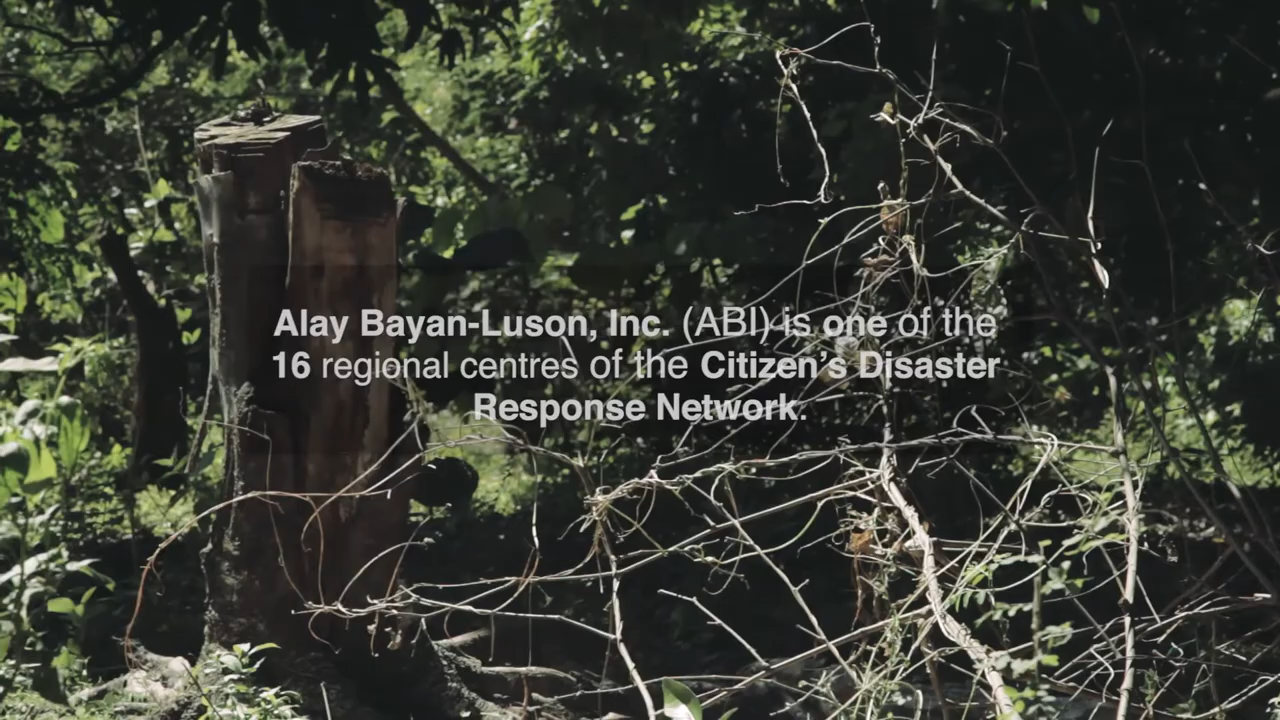 Alay Bayan-Luson, Inc. (ABI) is one of the
16 regional centres of the Citizen’s Disaster
Response Network.